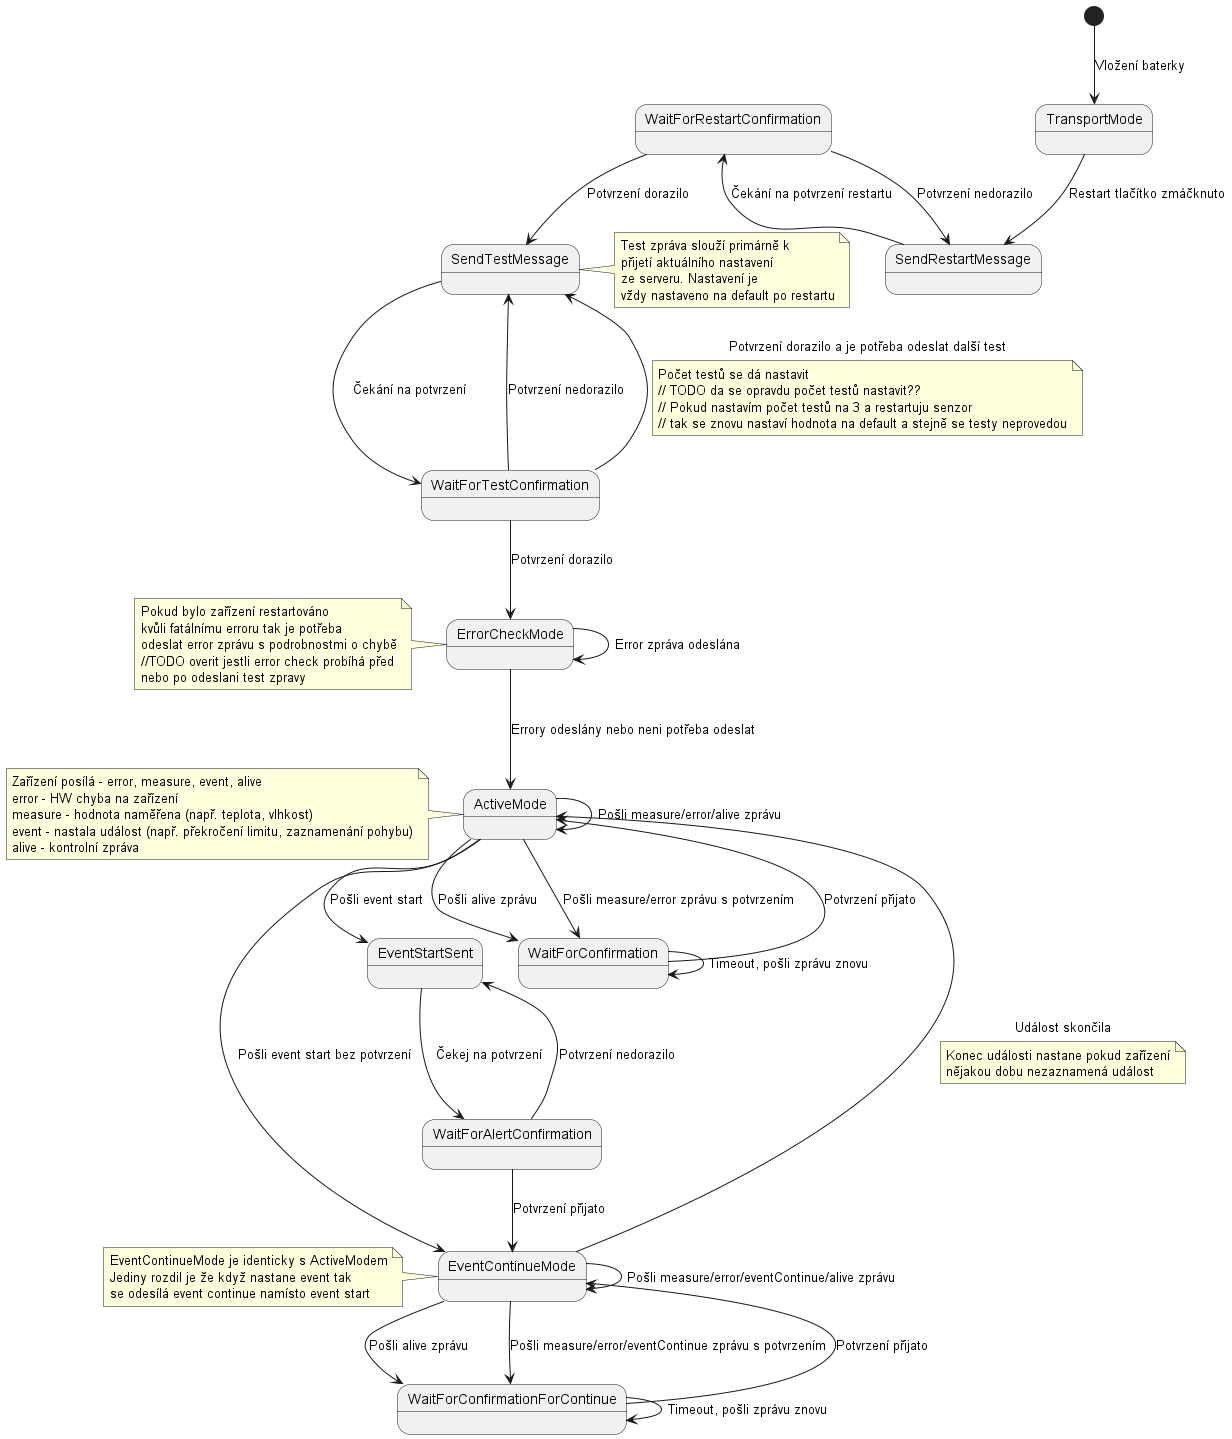 Vložení baterky
WaitForRestartConfirmation
TransportMode
Potvrzení dorazilo
Čekání na potvrzení restartu
Potvrzení nedorazilo
Restart tlačítko zmáčknuto
SendTestMessage
Test zpráva slouží primárně k
přijetí aktuálního nastavení
ze serveru. Nastavení je
vždy nastaveno na default po restartu
SendRestartMessage
Čekání na potvrzení
Potvrzení nedorazilo
Potvrzení dorazilo a je potřeba odeslat další test
Počet testů se dá nastavit
// TODO da se opravdu počet testů nastavit??
// Pokud nastavím počet testů na 3 a restartuju senzor
// tak se znovu nastaví hodnota na default a stejně se testy neprovedou
WaitForTestConfirmation
Potvrzení dorazilo
Pokud bylo zařízení restartováno
kvůli fatálnímu erroru tak je potřeba
odeslat error zprávu s podrobnostmi o chybě
//TODO overit jestli error check probíhá před
nebo po odeslani test zpravy
ErrorCheckMode
Error zpráva odeslána
Errory odeslány nebo neni potřeba odeslat
Zařízení posílá - error, measure, event, alive
error - HW chyba na zařízení
measure - hodnota naměřena (např. teplota, vlhkost)
event - nastala událost (např. překročení limitu, zaznamenání pohybu)
alive - kontrolní zpráva
ActiveMode
Pošli measure/error/alive zprávu
Pošli event start
Pošli alive zprávu
Pošli measure/error zprávu s potvrzením
Potvrzení přijato
EventStartSent
WaitForConfirmation
Timeout, pošli zprávu znovu
Pošli event start bez potvrzení
Čekej na potvrzení
Potvrzení nedorazilo
Událost skončila
Konec události nastane pokud zařízení
nějakou dobu nezaznamená událost
WaitForAlertConfirmation
Potvrzení přijato
EventContinueMode je identicky s ActiveModem
Jediny rozdil je že když nastane event tak
se odesílá event continue namísto event start
EventContinueMode
Pošli measure/error/eventContinue/alive zprávu
Pošli alive zprávu
Pošli measure/error/eventContinue zprávu s potvrzením
Potvrzení přijato
WaitForConfirmationForContinue
Timeout, pošli zprávu znovu